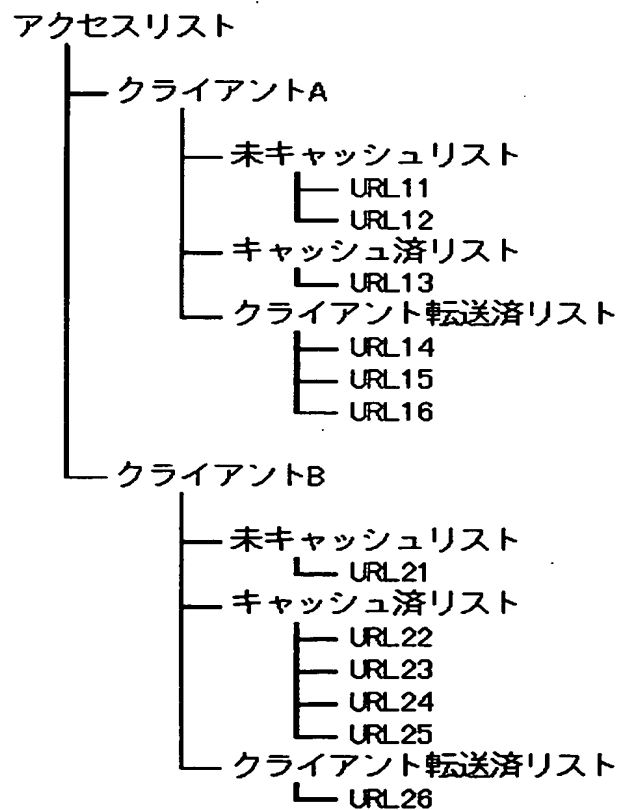 アクセスリスト
クライアントA
未キャッシュリスト
URL11
URL12
キャッシュ済リスト
URL13
クライアント転送済リスト
URL14
URL15
URL16
クライアントB
未キャッシュリスト
URL21
キャッシュ済リスト
URL22
URL23
URL24
URL25
クライアント転送済リスト
URL26